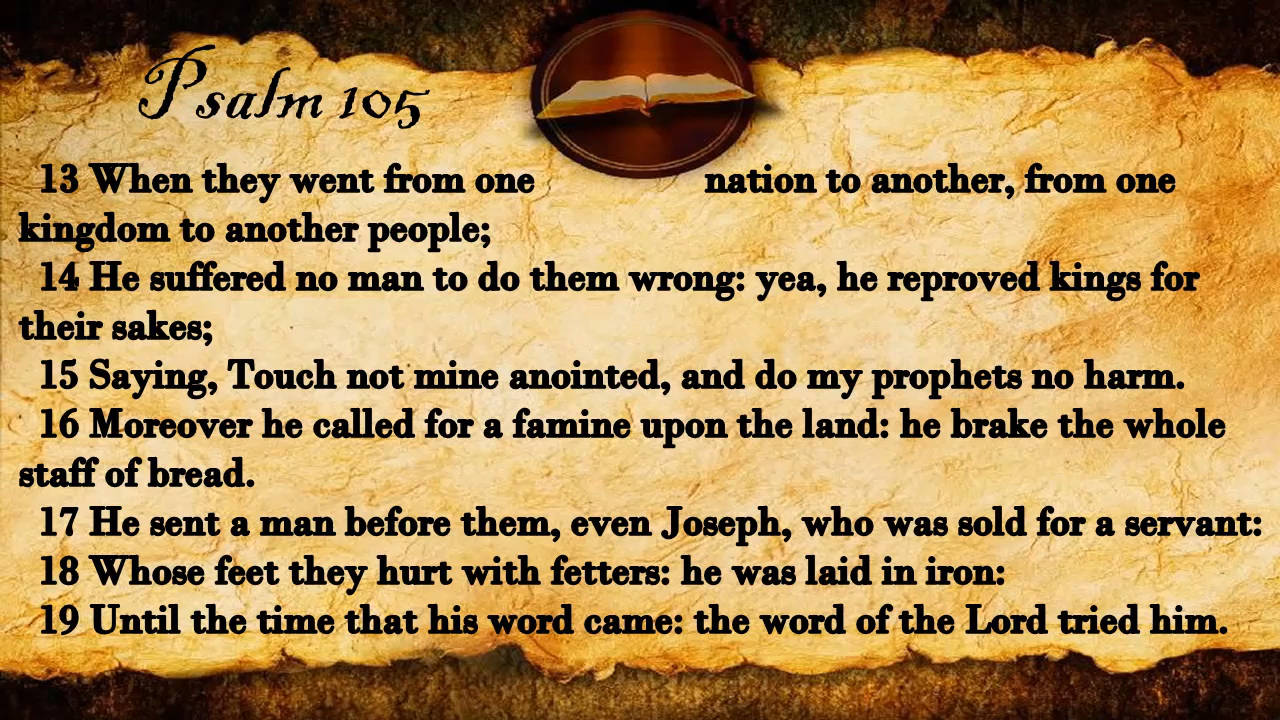 Psalm 105
13 When they went from one nation to another, from one
kingdom to another people;
14 He suffered no man to do them wrong: yea, he reproved kings for
their sakes;
15 Saying, Touch not mine anointed, and do my prophets no harm.
16 Moreover he called for a famine upon the land: he brake the whole
staff of bread.
17 He sent a man before them, even Joseph, who was sold for a servant:
18 Whose feet they hurt with fetters: he was laid in iron:
19 Until the time that his word came: the word of the Lord tried him.